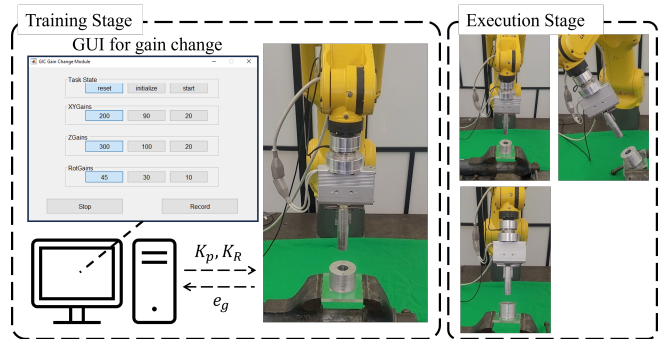 Training Stage
GUI for gain change
GIC Gain Change Module
Task State
reset initialize start
XYGains
200 90 20
ZGains
300 100 20
RotGains
45 30 10
Stop Record
K_p, K_R
e_g
Execution Stage